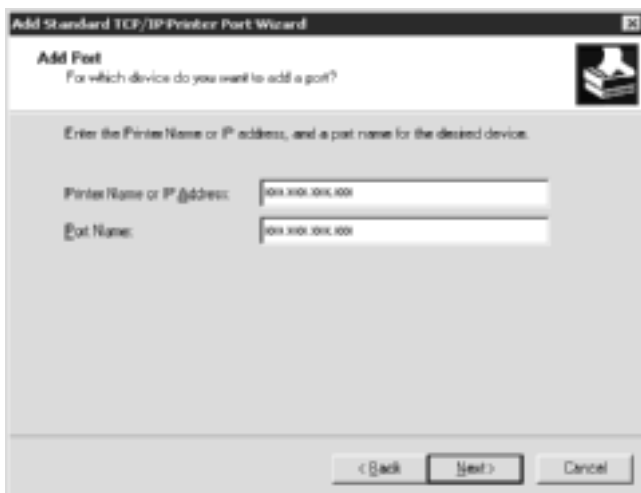 Add Standard TCP/IP Printer Port Wizard
Add Port
For which device do you want to add a port?
Enter the Printer Name or IP address, and a port name for the desired device.
Printer Name or IP Address: xxx.xxx.xxx.xxx
Port Name: xxx.xxx.xxx.xxx
< Back Next > Cancel